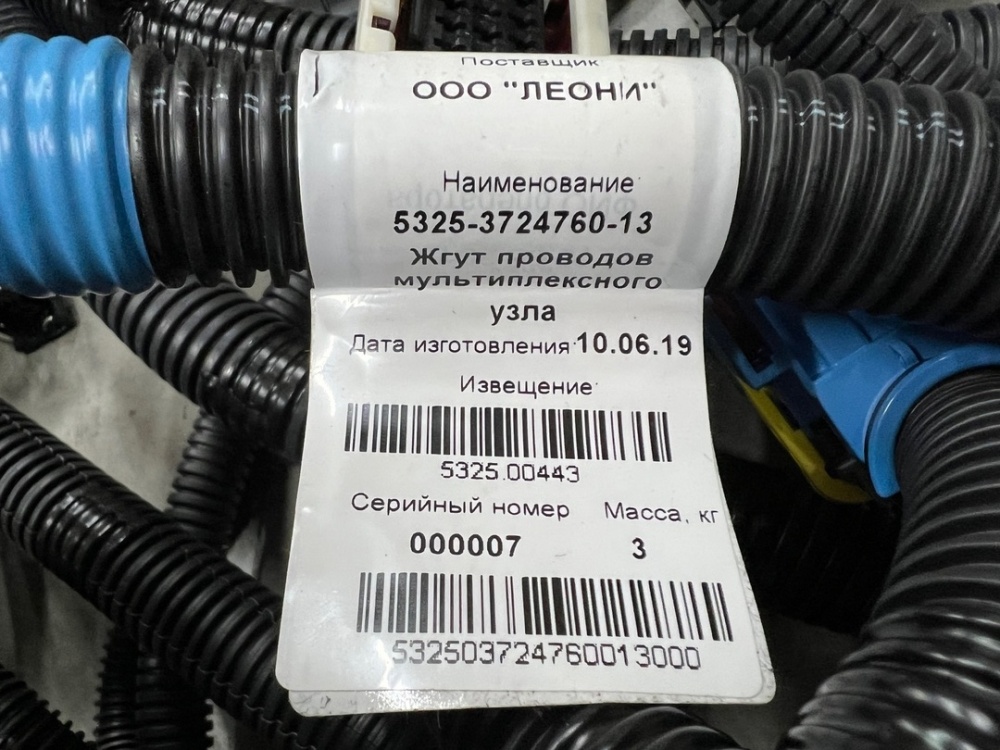 Поставщик
ООО "ЛЕОНИ"
Наименование
5325-3724760-13
Жгут проводов
мультиплексного
узла
Дата изготовления 10.06.19
Извещение
5325.00443
Серийный номер Масса, кг
000007 3
532503724760013000